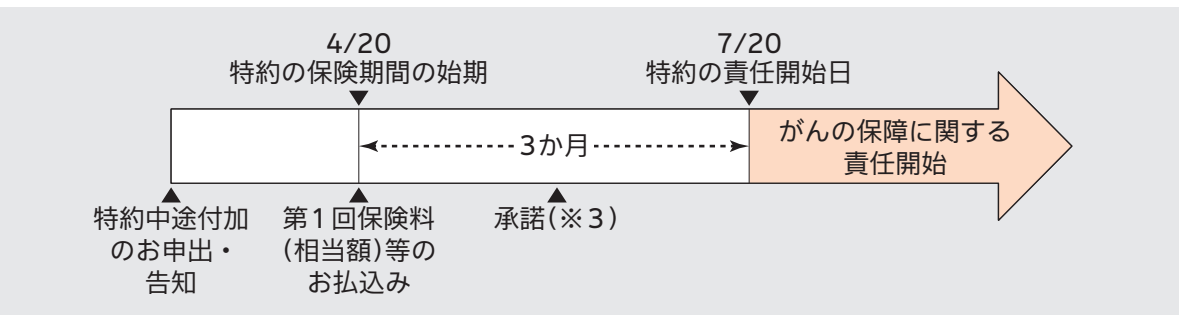 4/20
特約の保険期間の始期
7/20
特約の責任開始日
3か月
がんの保障に関する
責任開始
特約中途付加
のお申出・
告知
第1回保険料
(相当額)等の
お払込み
承諾(※3)